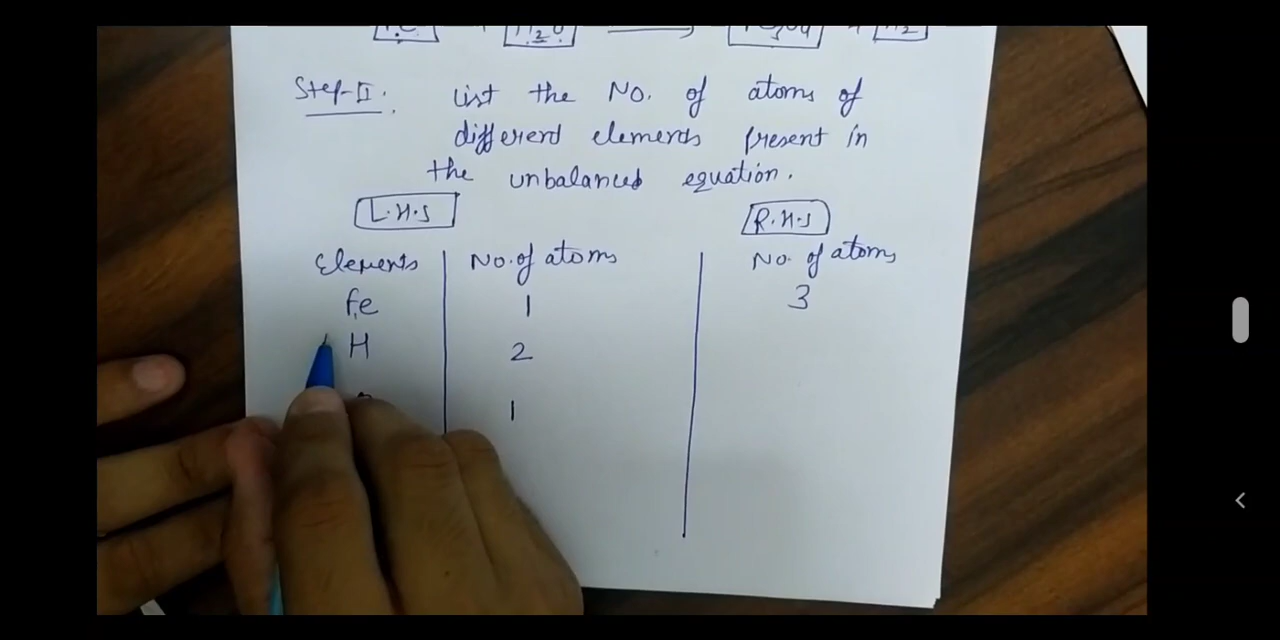 Step-II. List the No. of atoms of
different elements present in
the unbalanced equation.
L.H.S R.H.S
Elements No. of atoms No. of atoms
Fe 1 3
H 2
1